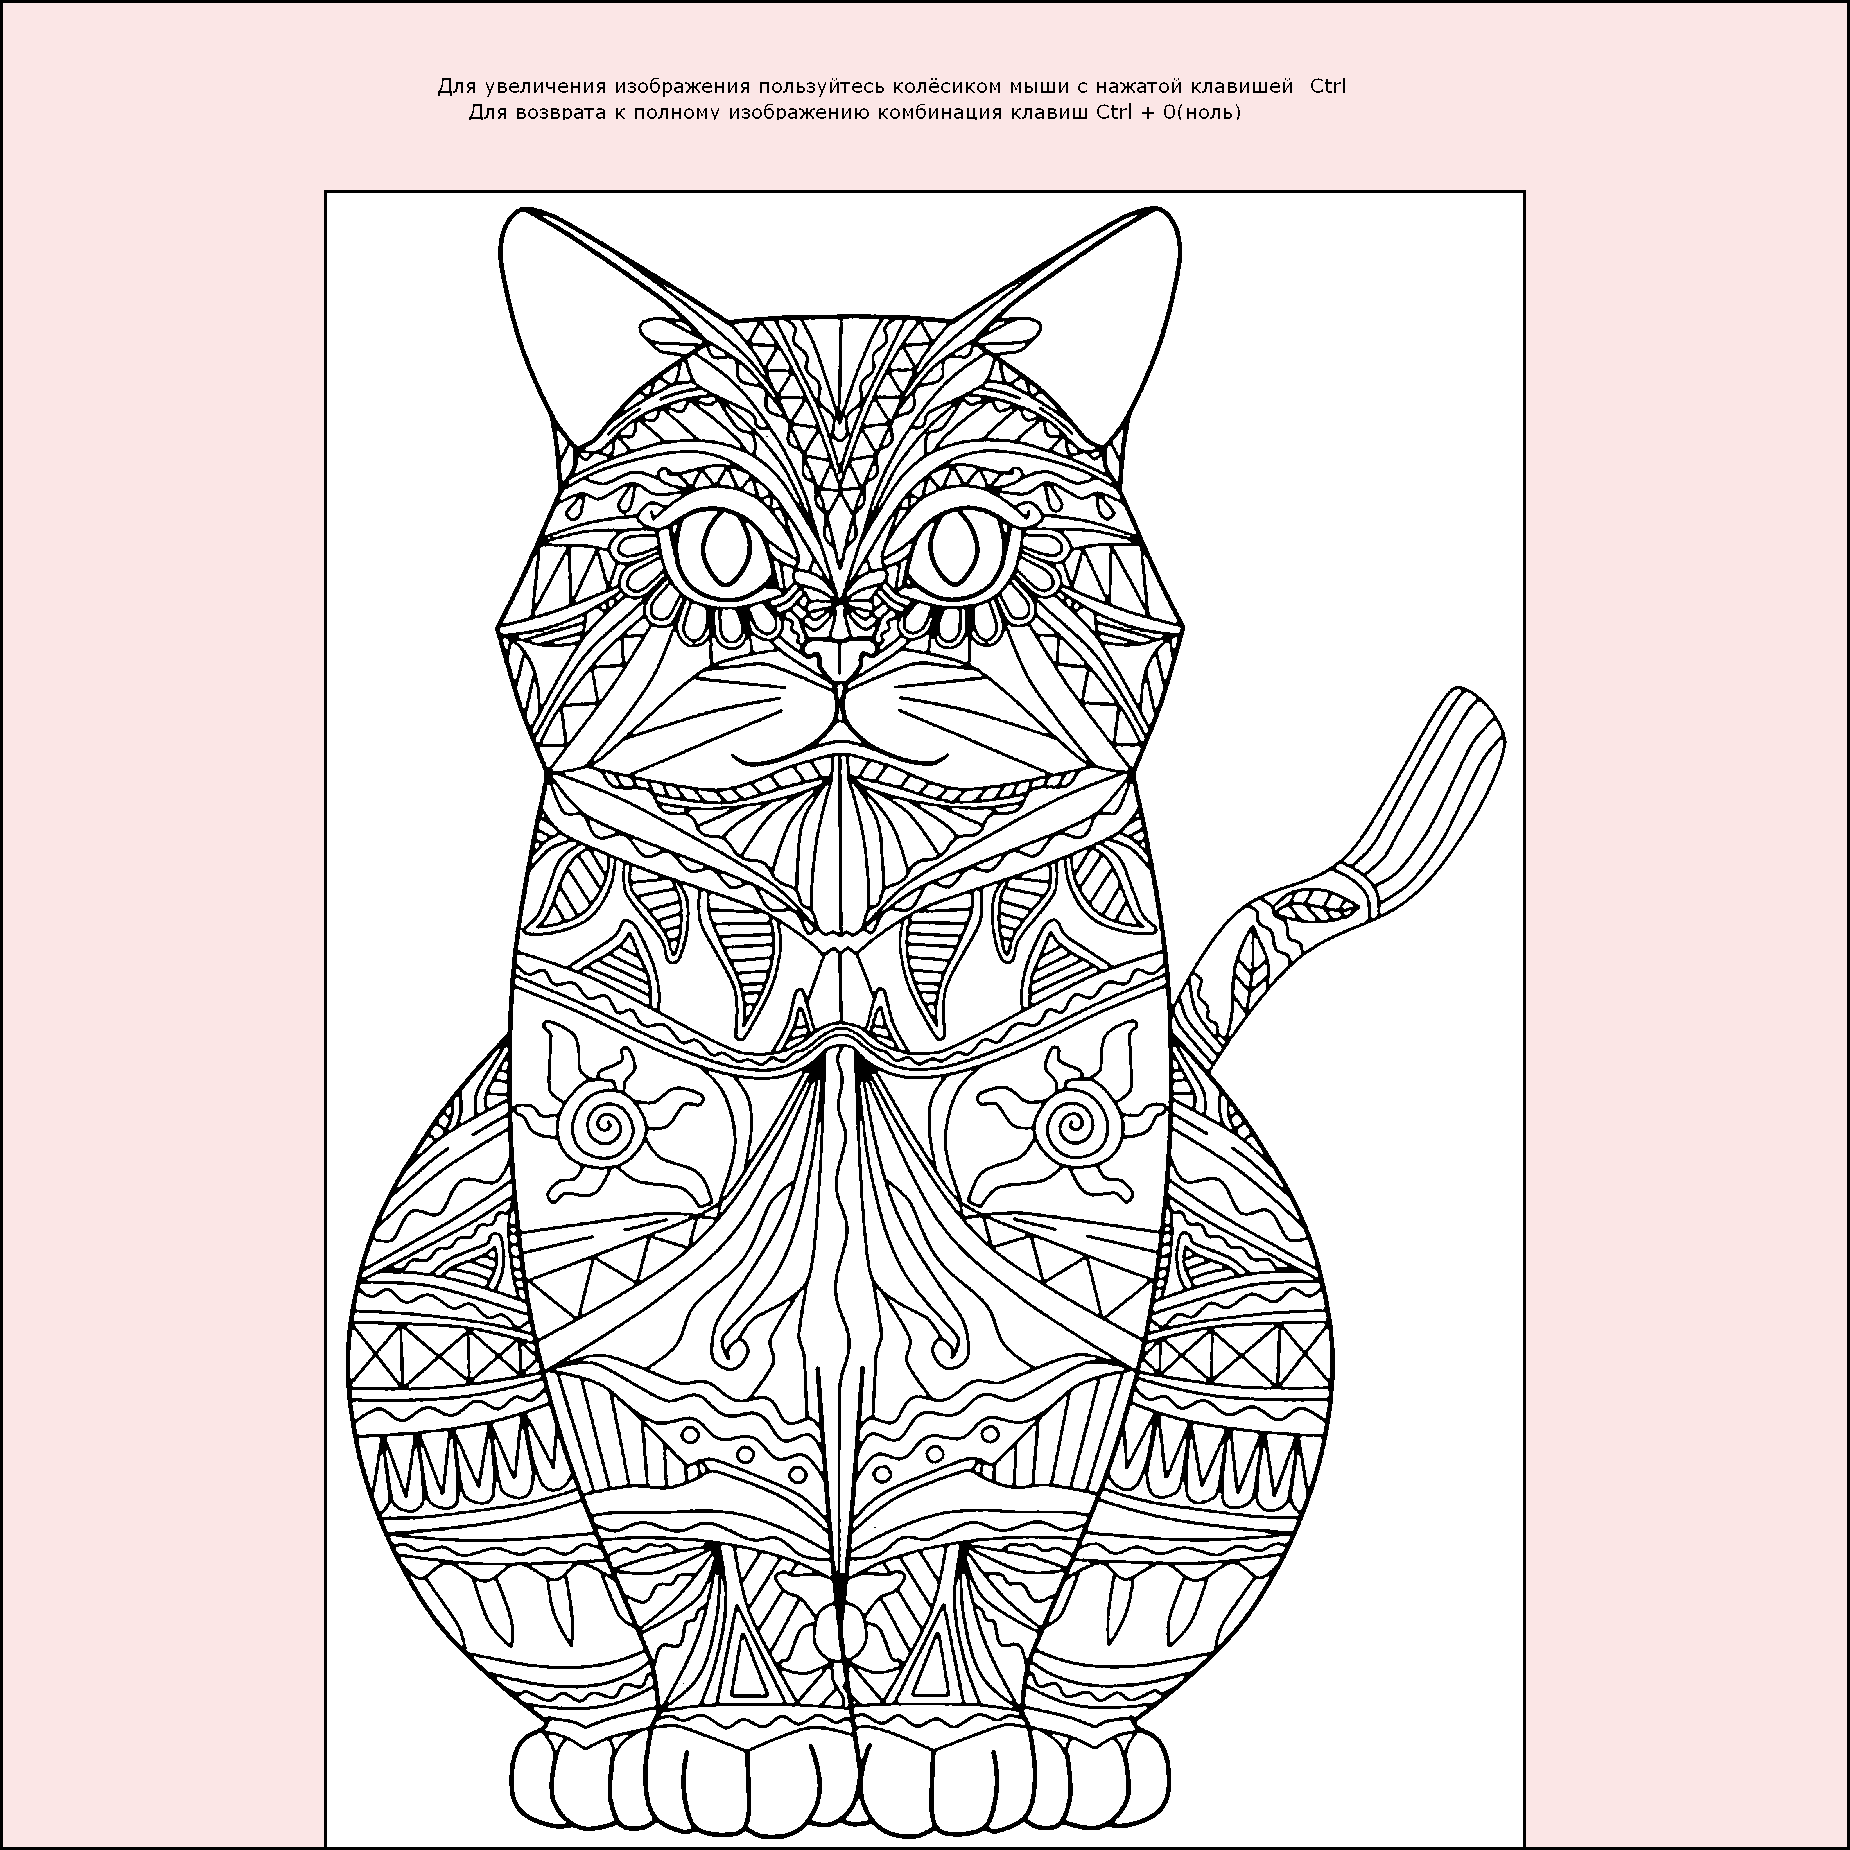 Для увеличения изображения пользуйтесь колёсиком мыши с нажатой клавишей Ctrl
Для возврата к полному изображению комбинация клавиш Ctrl + 0(ноль)